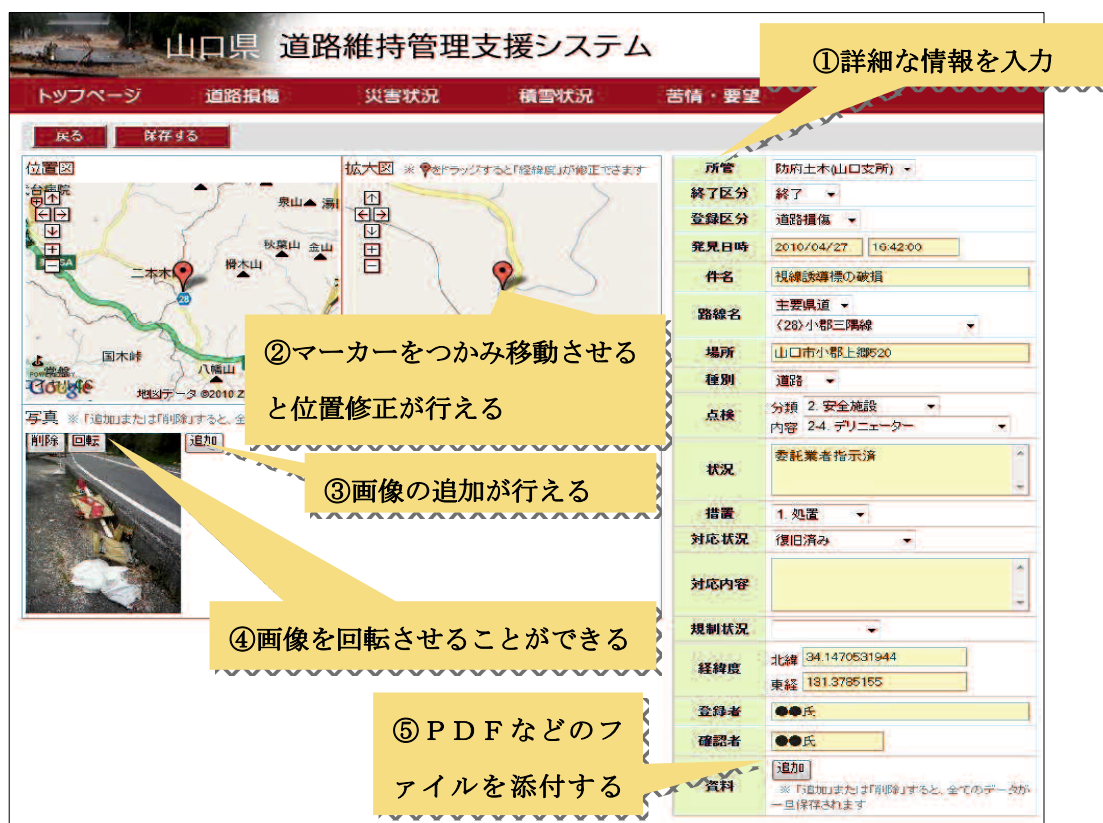 山口県 道路維持管理支援システム
①詳細な情報を入力
トップページ 道路損傷 災害状況 積雪状況 苦情・要望
戻る 保存する
位置図
拡大図 ※ をドラッグすると「経緯度」が修正できます
台病院
泉山
湯
秋葉山 金山
二本木
樽木山
28
国木峠
八幡山
常盤
POWERED BY
Google
地図データ ©2010 Z
②マーカーをつかみ移動させる
と位置修正が行える
写真 ※「追加」または「削除」すると、全
削除 回転 追加
③画像の追加が行える
④画像を回転させることができる
⑤PDFなどのフ
ァイルを添付する
所管 防府土木(山口支所)
終了区分 終了
登録区分 道路損傷
発見日時 2010/04/27 16:42:00
件名 視線誘導標の破損
路線名 主要県道
(28)小郡三隅線
場所 山口市小郡上郷520
種別 道路
点検 分類 2. 安全施設
内容 2-4. デリニェーター
状況 委託業者指示済
措置 1. 処置
対応状況 復旧済み
対応内容
規制状況
経緯度 北緯 34.1470531944
東経 131.3785155
登録者 ●●氏
確認者 ●●氏
資料 追加
※「追加」または「削除」すると、全てのデータが
一旦保存されます